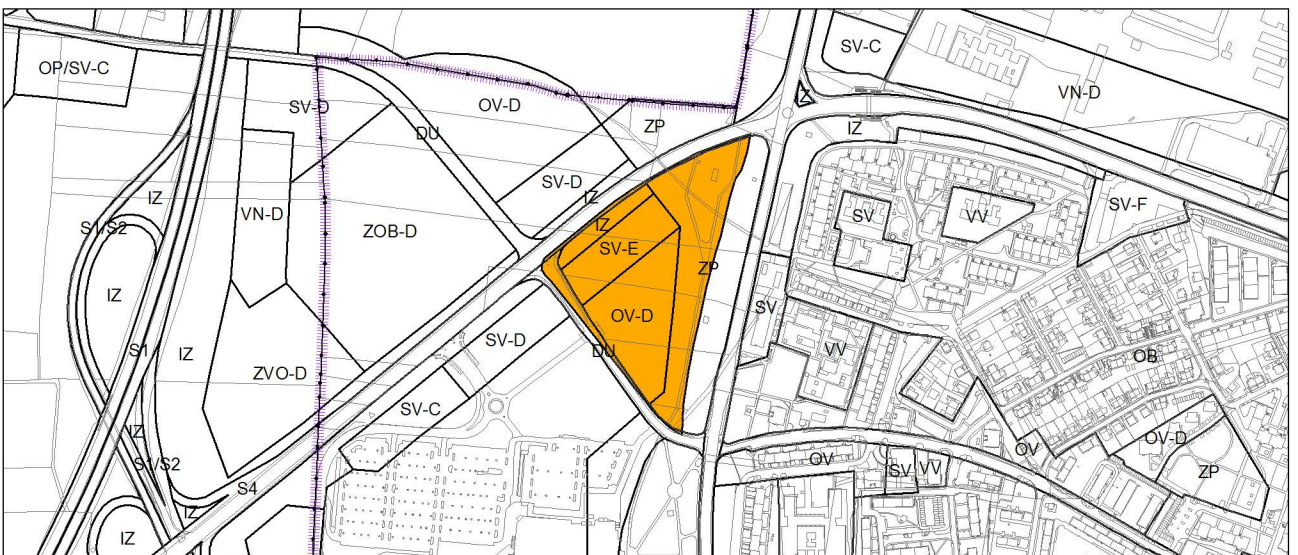 SV-C
OP/SV-C
VN-D
SV-D
OV-D
Z
DU
ZP
IZ
SV-D
IZ
IZ
VN-D
SV
VV
SV-F
S1/S2
ZOB-D
IZ
SV-E
ZP
IZ
SV
OV-D
SV-D
DU
VV
S1
IZ
OB
ZVO-D
SV-C
IZ
OV-D
OV
S1/S2
OV
SV
VV
ZP
S4
IZ
IZ